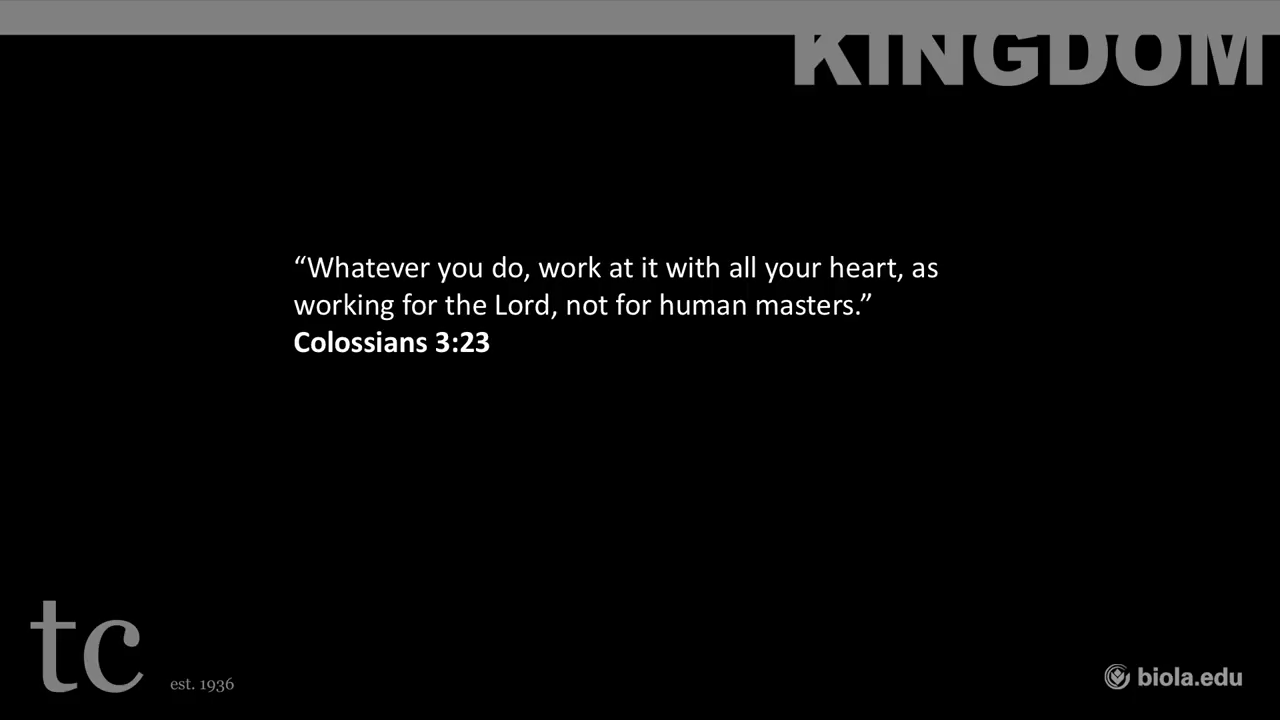 KINGDOM
“Whatever you do, work at it with all your heart, as
working for the Lord, not for human masters.”
Colossians 3:23
tc
est. 1936
biola.edu